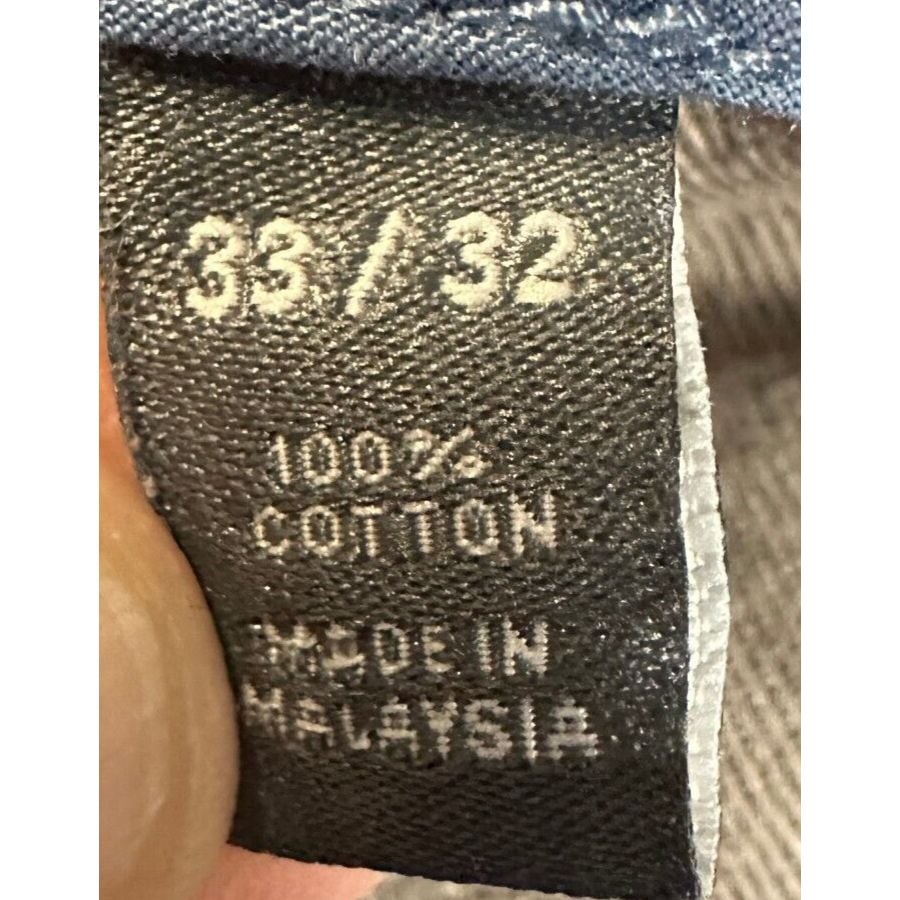 33/32
100%
COTTON
MADE IN
MALAYSIA